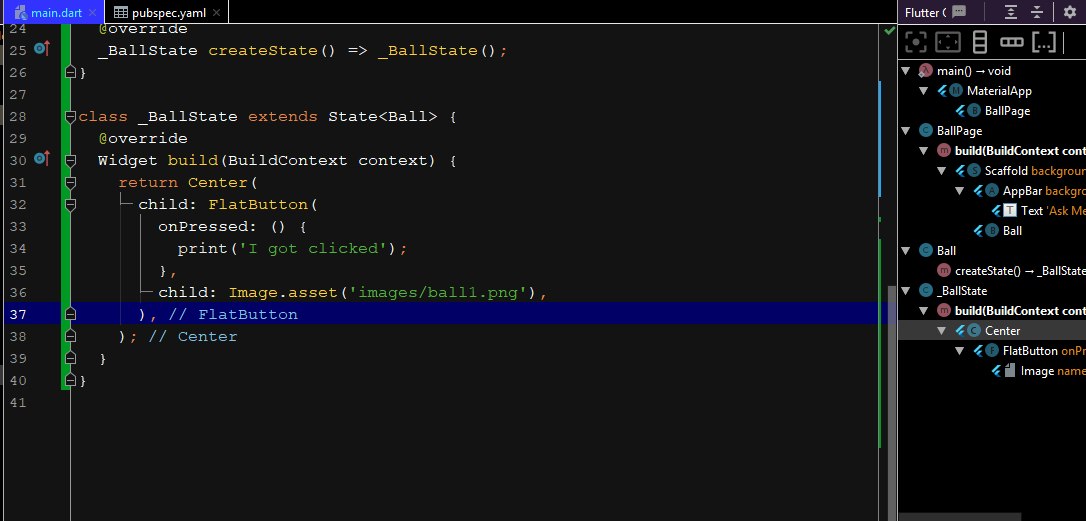 main.dart
pubspec.yaml
24 @override
25 _BallState createState() => _BallState();
26 }
27
28 class _BallState extends State<Ball> {
29 @override
30 Widget build(BuildContext context) {
31 return Center(
32 child: FlatButton(
33 onPressed: () {
34 print('I got clicked');
35 },
36 child: Image.asset('images/ball1.png'),
37 ), // FlatButton
38 ); // Center
39 }
40 }
41
Flutter O
main() → void
MaterialApp
BallPage
BallPage
build(BuildContext cont
Scaffold backgroun
AppBar backgro
Text 'Ask Me
Ball
Ball
createState() → _BallState
_BallState
build(BuildContext cont
Center
FlatButton onPr
Image name